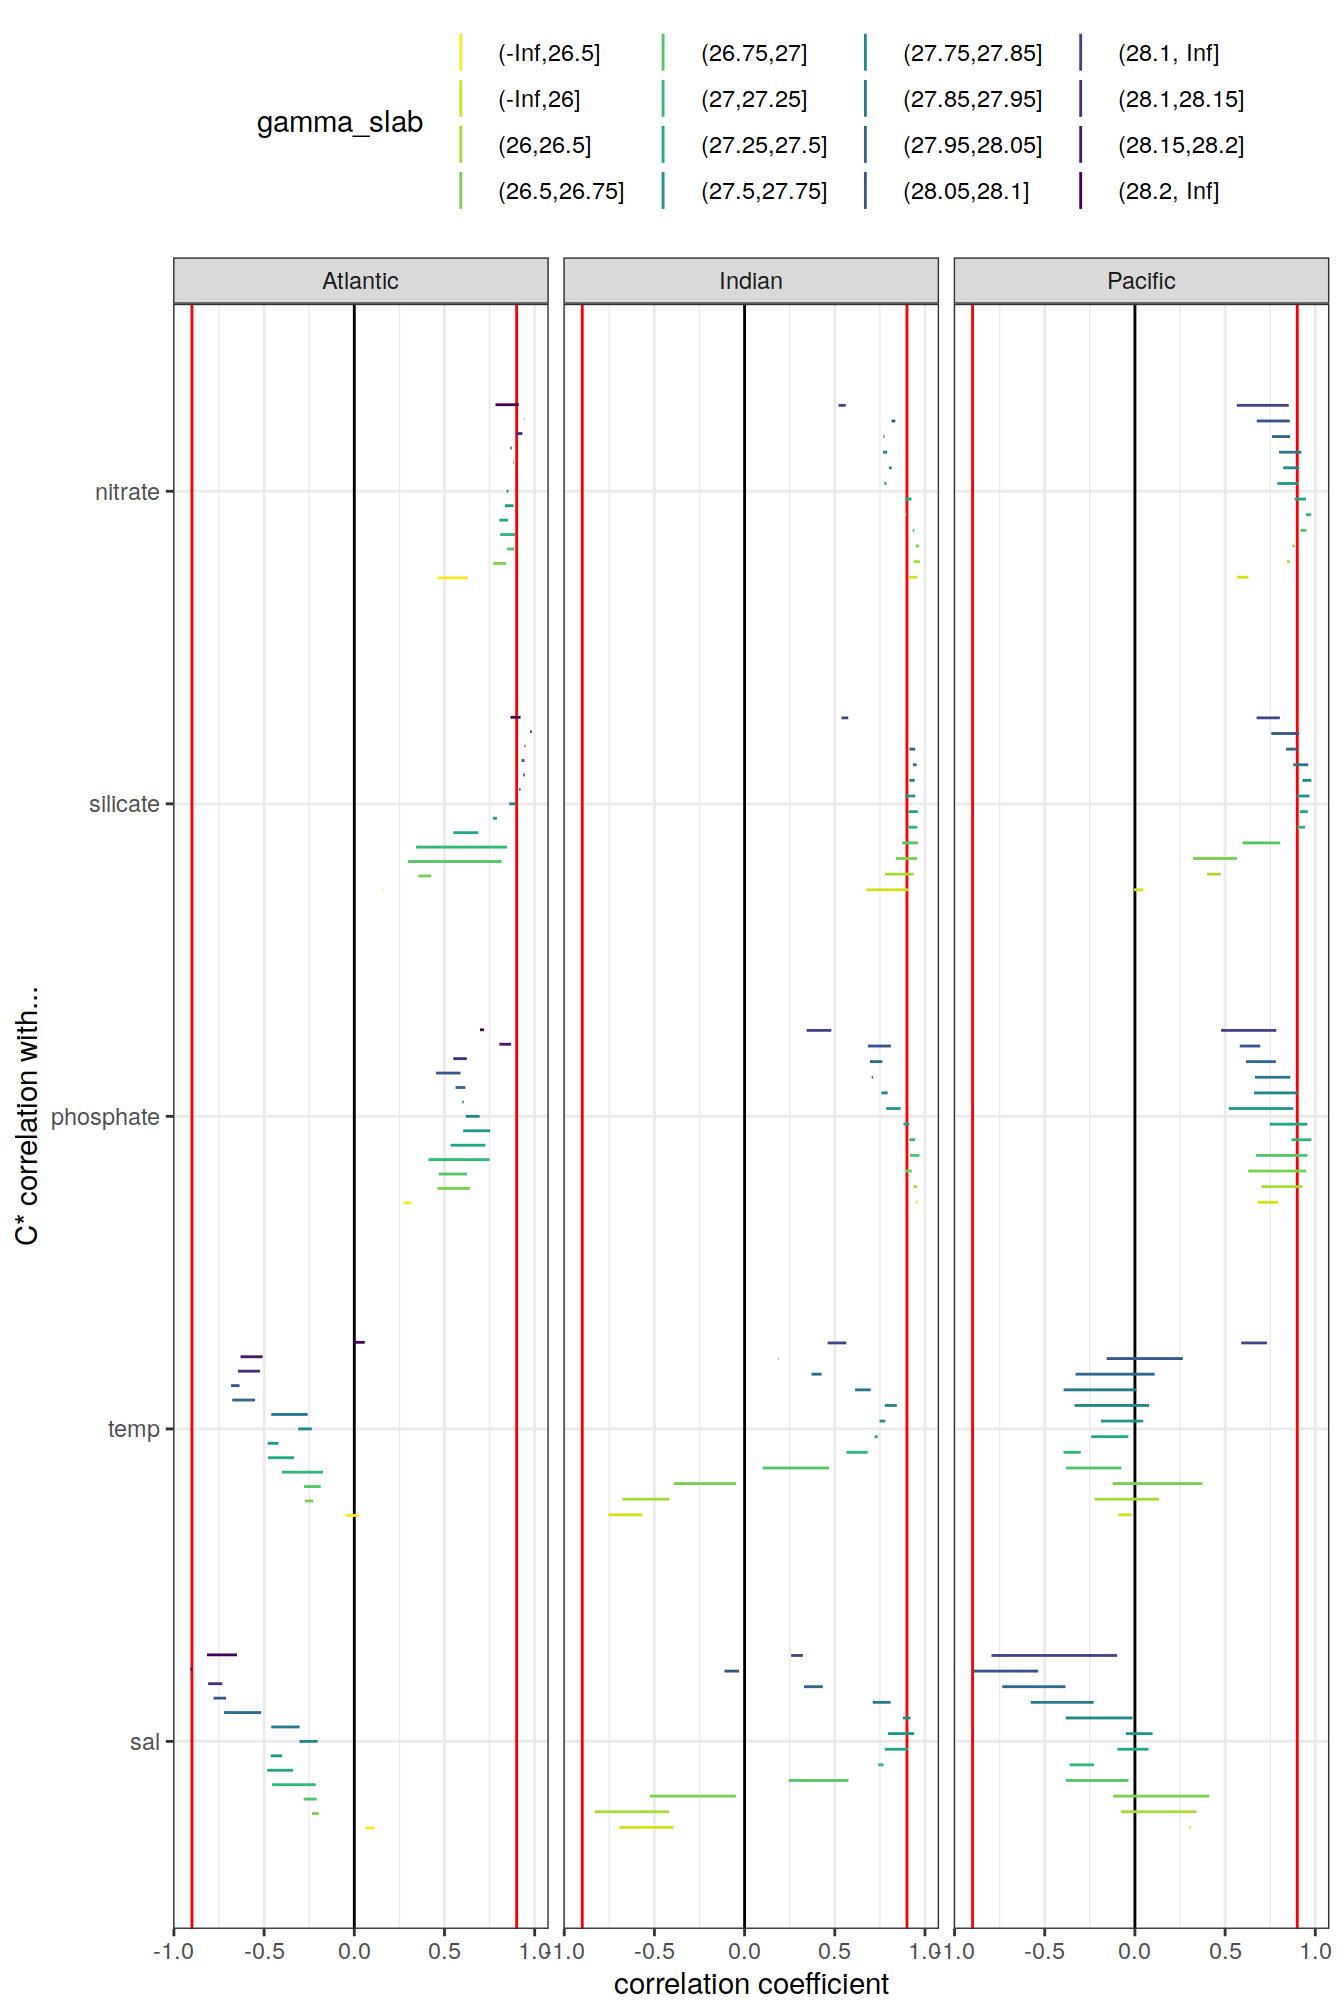 gamma_slab
(-Inf,26.5] (26.75,27] (27.75,27.85] (28.1, Inf]
(-Inf,26] (27,27.25] (27.85,27.95] (28.1,28.15]
(26,26.5] (27.25,27.5] (27.95,28.05] (28.15,28.2]
(26.5,26.75] (27.5,27.75] (28.05,28.1] (28.2, Inf]
Atlantic Indian Pacific
nitrate
silicate
phosphate
temp
sal
C* correlation with...
-1.0 -0.5 0.0 0.5 1.0 -1.0 -0.5 0.0 0.5 1.0 -1.0 -0.5 0.0 0.5 1.0
correlation coefficient